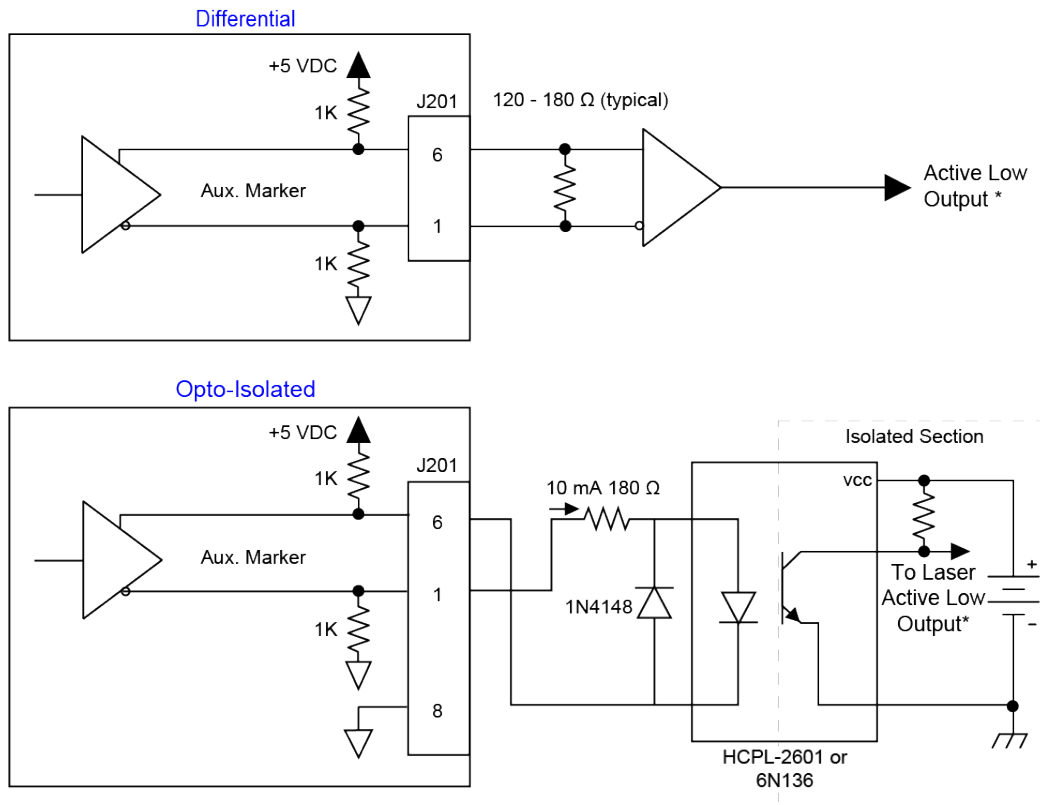 Differential
+5 VDC
1K
J201
120 - 180 Ω (typical)
6
Aux. Marker
1
1K
Active Low
Output *
Opto-Isolated
+5 VDC
1K
J201
6
Aux. Marker
1
1K
8
10 mA 180 Ω
1N4148
Isolated Section
vcc
To Laser
Active Low
Output*
+
-
HCPL-2601 or
6N136